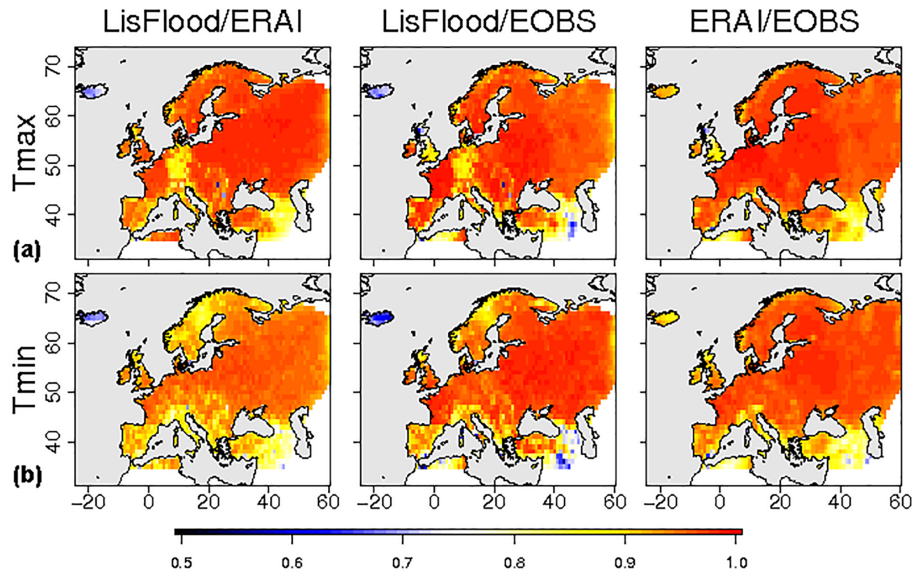 LisFlood/ERAI LisFlood/EOBS ERAI/EOBS
70
60
50
40
Tmax
(a)
70
60
50
40
Tmin
(b)
−20 0 20 40 60 −20 0 20 40 60 −20 0 20 40 60
0.5 0.6 0.7 0.8 0.9 1.0